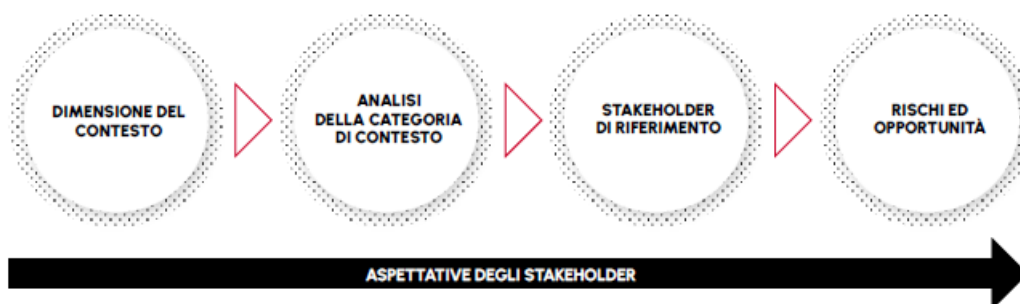 DIMENSIONE DEL
CONTESTO
ANALISI
DELLA CATEGORIA
DI CONTESTO
STAKEHOLDER
DI RIFERIMENTO
RISCHI ED
OPPORTUNITÀ
ASPETTATIVE DEGLI STAKEHOLDER